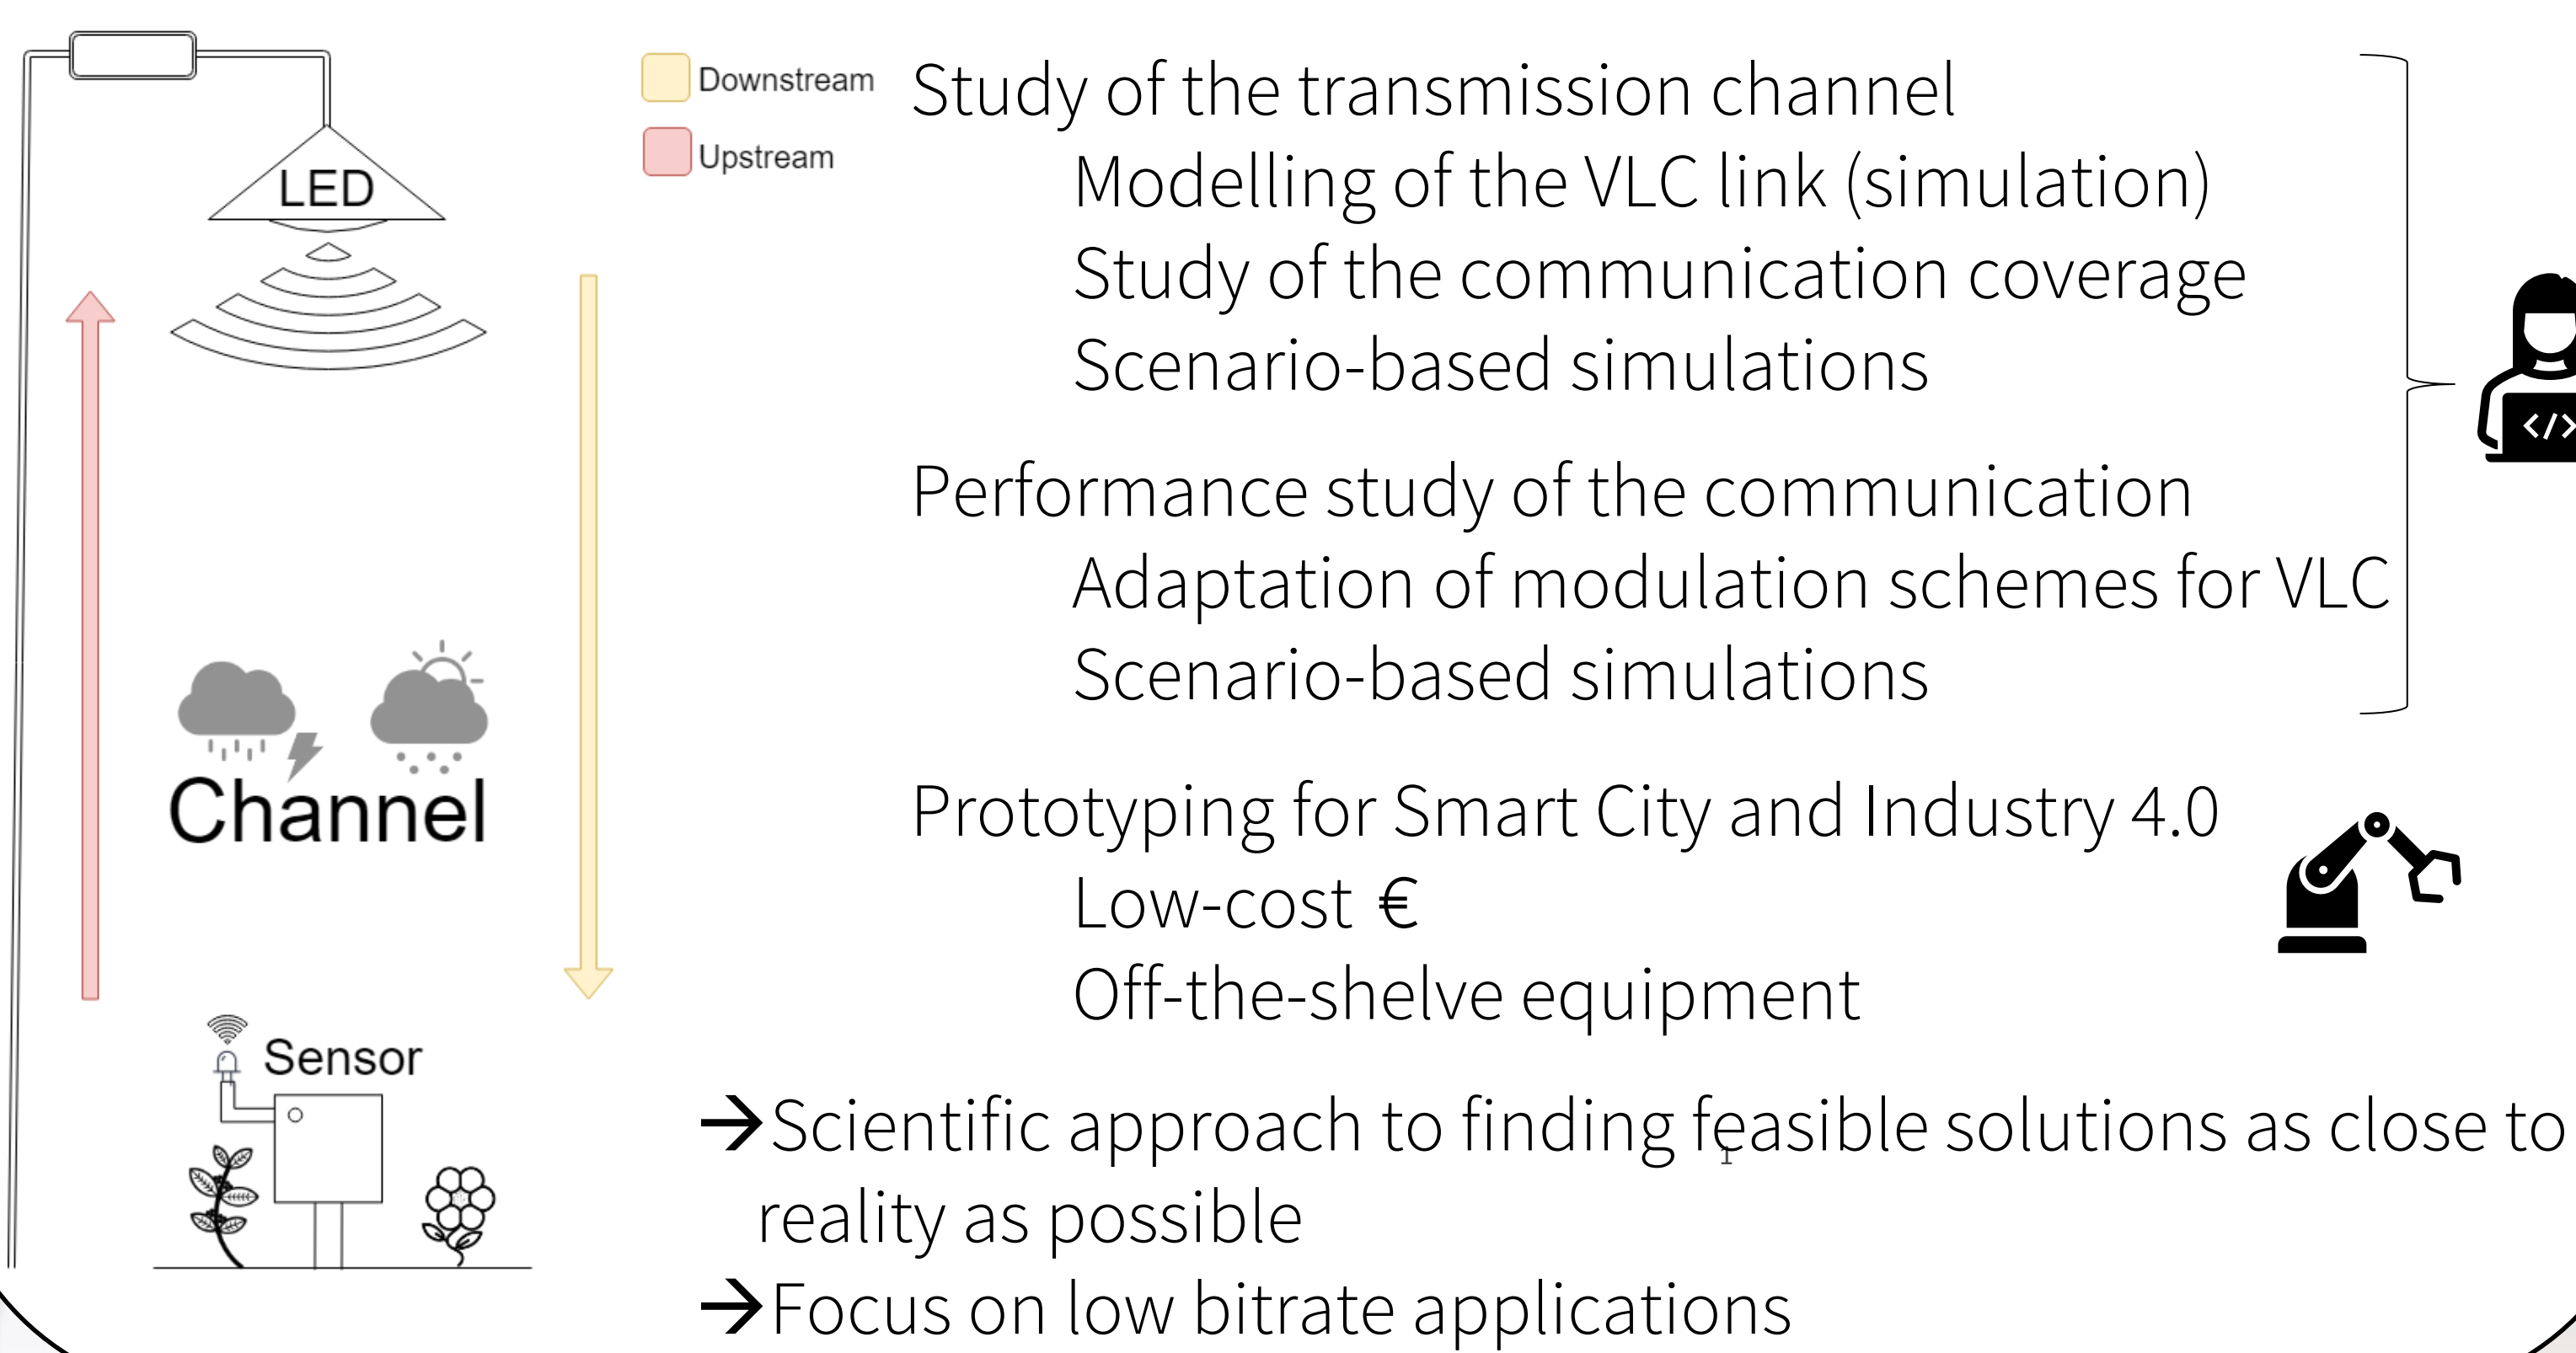 LED
Channel
Sensor
Downstream
Upstream
Study of the transmission channel
Modelling of the VLC link (simulation)
Study of the communication coverage
Scenario-based simulations
Performance study of the communication
Adaptation of modulation schemes for VLC
Scenario-based simulations
</>
Prototyping for Smart City and Industry 4.0
Low-cost €
Off-the-shelve equipment
→Scientific approach to finding feasible solutions as close to
reality as possible
→Focus on low bitrate applications
1